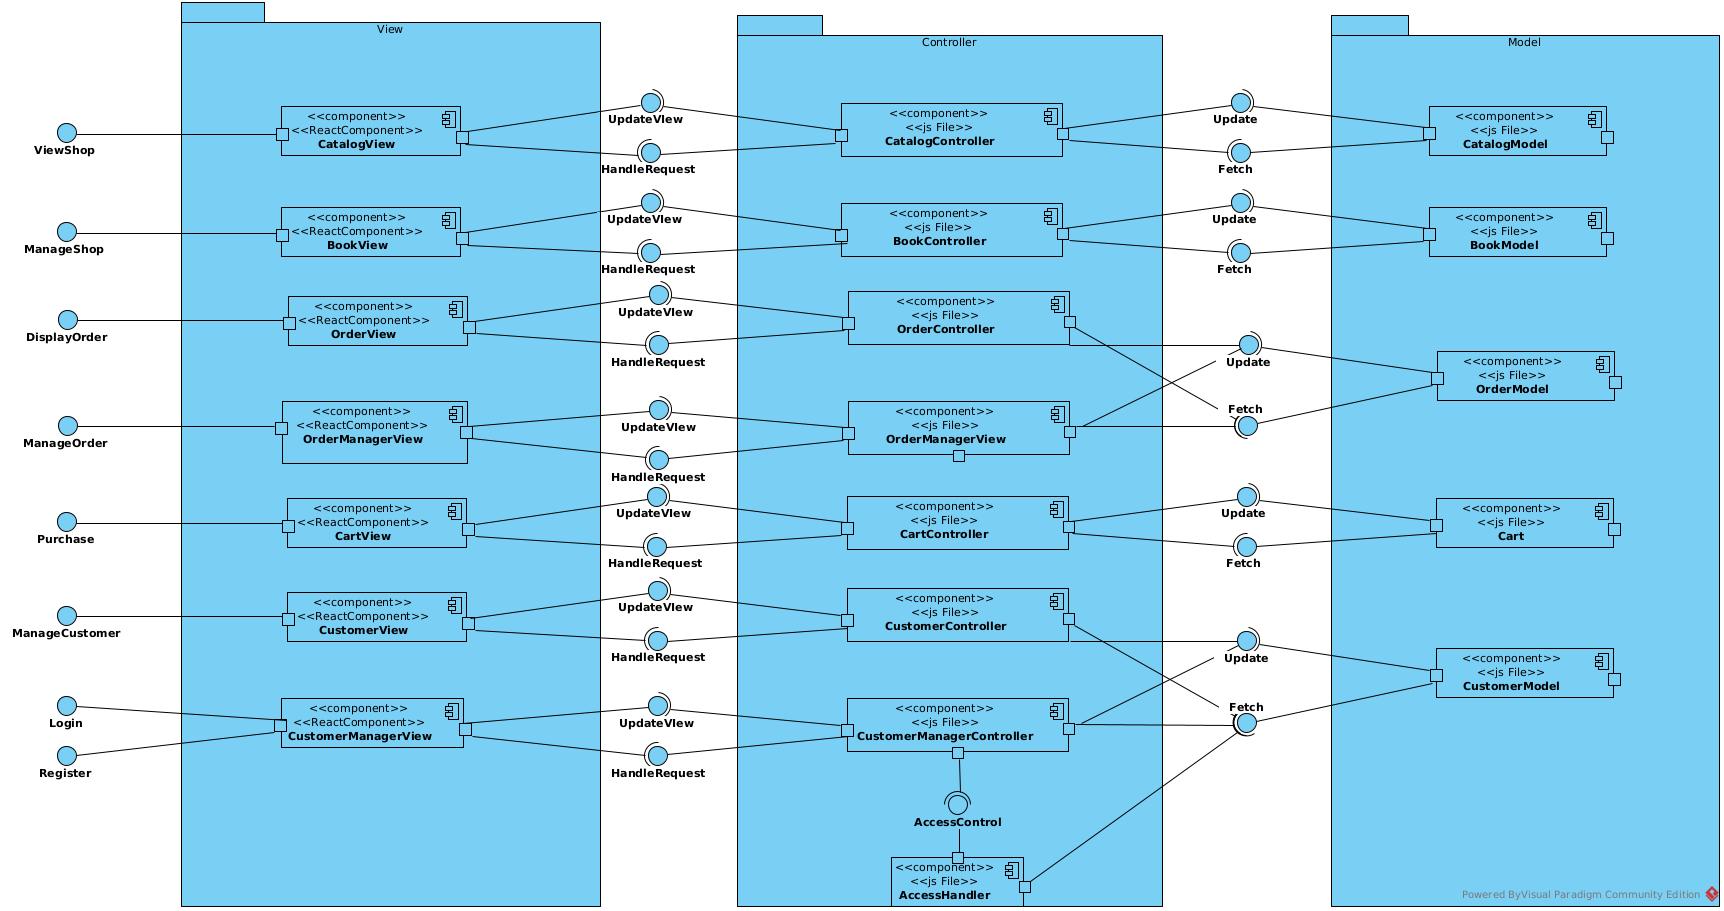 View
Controller
Model
<<component>>
<<ReactComponent>>
CatalogView
UpdateVIew
HandleRequest
<<component>>
<<js File>>
CatalogController
Update
Fetch
<<component>>
<<js File>>
CatalogModel
ViewShop
<<component>>
<<ReactComponent>>
BookView
UpdateVIew
HandleRequest
<<component>>
<<js File>>
BookController
Update
Fetch
<<component>>
<<js File>>
BookModel
ManageShop
<<component>>
<<ReactComponent>>
OrderView
UpdateVIew
HandleRequest
<<component>>
<<js File>>
OrderController
Update
<<component>>
<<js File>>
OrderModel
DisplayOrder
<<component>>
<<ReactComponent>>
OrderManagerView
UpdateVIew
HandleRequest
<<component>>
<<js File>>
OrderManagerView
Fetch
ManageOrder
<<component>>
<<ReactComponent>>
CartView
UpdateVIew
HandleRequest
<<component>>
<<js File>>
CartController
Update
Fetch
<<component>>
<<js File>>
Cart
Purchase
<<component>>
<<ReactComponent>>
CustomerView
UpdateVIew
HandleRequest
<<component>>
<<js File>>
CustomerController
Update
<<component>>
<<js File>>
CustomerModel
ManageCustomer
Login
Register
<<component>>
<<ReactComponent>>
CustomerManagerView
UpdateVIew
HandleRequest
<<component>>
<<js File>>
CustomerManagerController
Fetch
AccessControl
<<component>>
<<js File>>
AccessHandler
Powered ByVisual Paradigm Community Edition